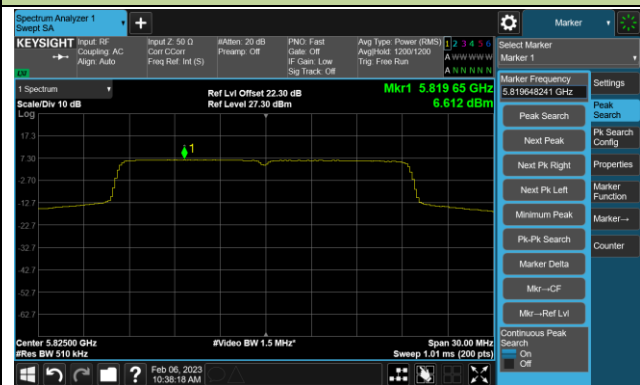 Spectrum Analyzer 1
Swept SA
+
Marker
KEYSIGHT
Input: RF
Coupling: AC
Align: Auto
Input Z: 50 Ω
Corr CCorr
Freq Ref: Int (S)
#Atten: 20 dB
Preamp: Off
PNO: Fast
Gate: Off
IF Gain: Low
Sig Track: Off
Avg Type: Power (RMS)
Avg|Hold: 1200/1200
Trig: Free Run
1 2 3 4 5 6
A W W W W W
A N N N N N
Select Marker
Marker 1
1 Spectrum
Scale/Div 10 dB
Log
Ref Lvl Offset 22.30 dB
Ref Level 27.30 dBm
Mkr1 5.819 65 GHz
6.612 dBm
17.3
7.30
-2.70
-12.7
-22.7
-32.7
-42.7
-52.7
-62.7
1
Center 5.82500 GHz
#Res BW 510 kHz
#Video BW 1.5 MHz*
Span 30.00 MHz
Sweep 1.01 ms (200 pts)
Marker Frequency
5.819648241 GHz
Peak Search
Next Peak
Next Pk Right
Next Pk Left
Minimum Peak
Pk-Pk Search
Marker Delta
Mkr→CF
Mkr→Ref Lvl
Continuous Peak
Search
On
Off
Settings
Peak
Search
Pk Search
Config
Properties
Marker
Function
Marker→
Counter
?
Feb 06, 2023
10:38:18 AM